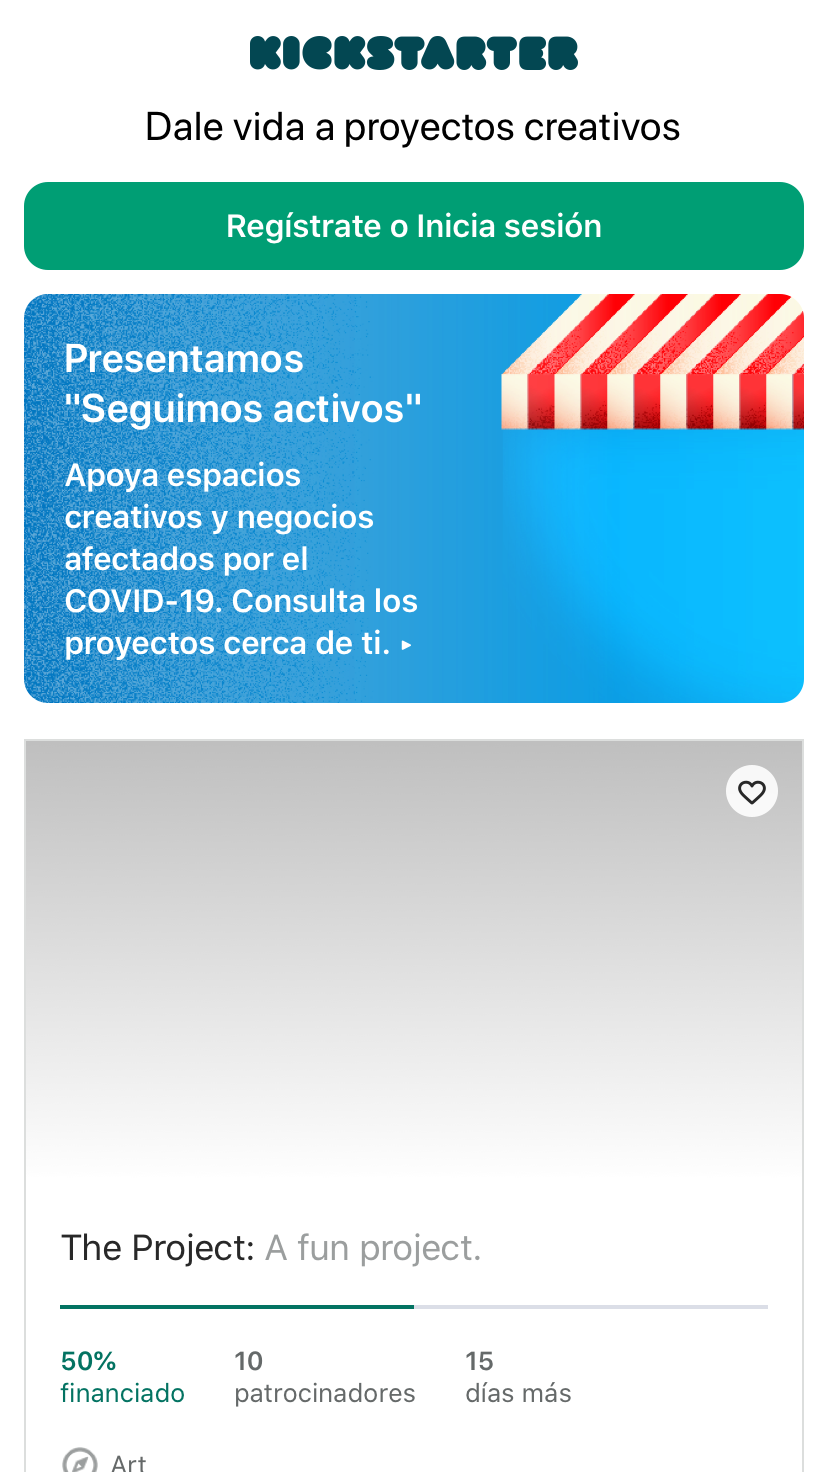 KICKSTARTER
Dale vida a proyectos creativos
Regístrate o Inicia sesión
Presentamos
"Seguimos activos"
Apoya espacios
creativos y negocios
afectados por el
COVID-19. Consulta los
proyectos cerca de ti. ▸
The Project: A fun project.
50% 10 15
financiado patrocinadores días más
Art